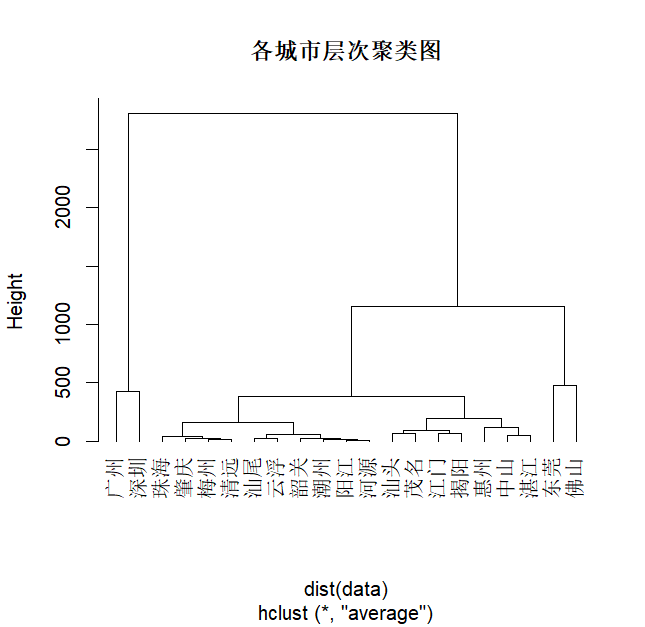 各城市层次聚类图
Height
2000
1000
500
0
广州
深圳
珠海
肇庆
梅州
清远
汕尾
云浮
韶关
潮州
阳江
河源
汕头
茂名
江门
揭阳
惠州
中山
湛江
东莞
佛山
dist(data)
hclust (*, "average")